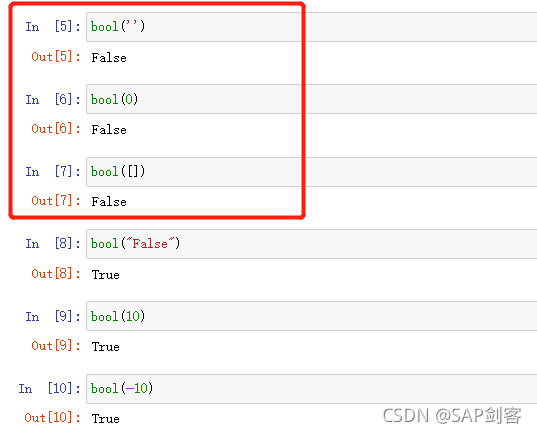 In [5]: bool('')
Out[5]: False
In [6]: bool(0)
Out[6]: False
In [7]: bool([])
Out[7]: False
In [8]: bool("False")
Out[8]: True
In [9]: bool(10)
Out[9]: True
In [10]: bool(-10)
Out[10]: True
CSDN @SAP剑客